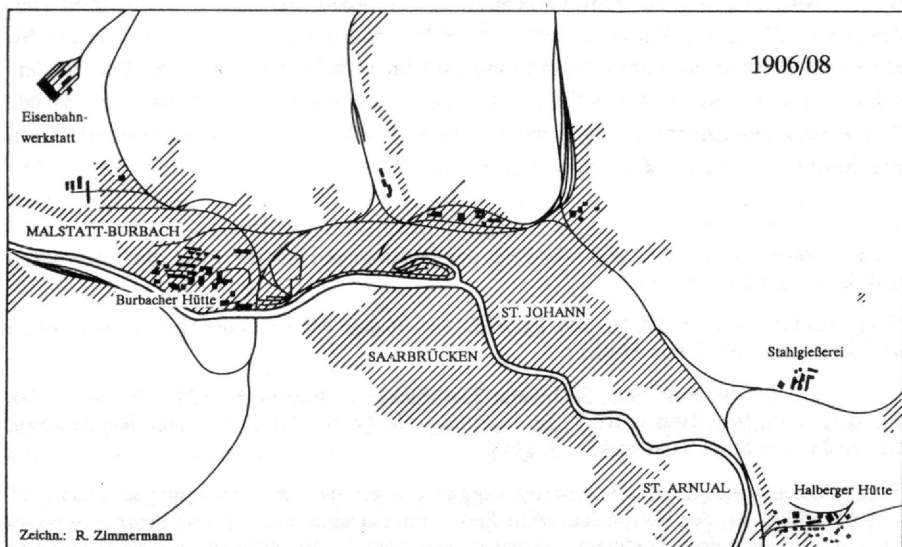 1906/08
Eisenbahn-
werkstatt
MALSTATT-BURBACH
Burbacher Hütte
ST. JOHANN
SAARBRÜCKEN
Stahlgießerei
ST. ARNUAL
Halberger Hütte
Zeichn.: R. Zimmermann